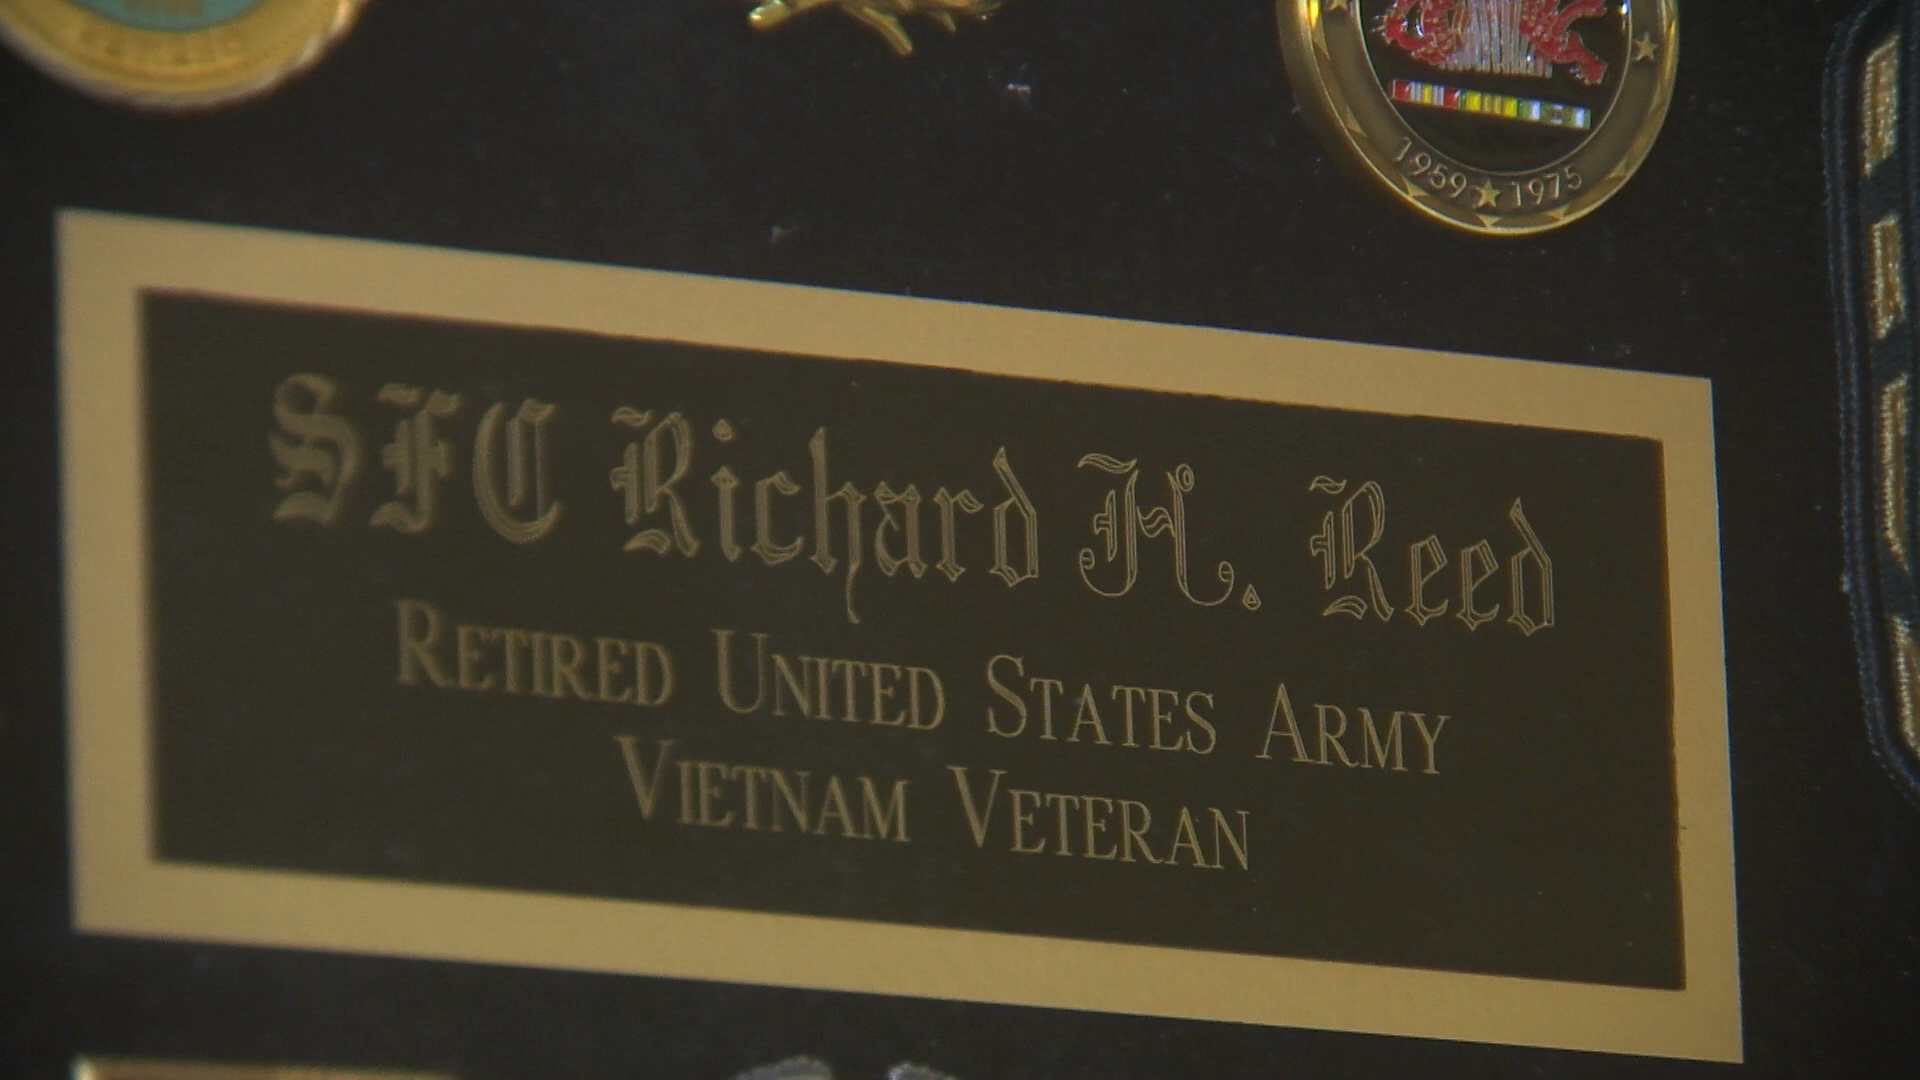 1959 ★ 1975
SFC Richard H. Reed
RETIRED UNITED STATES ARMY
VIETNAM VETERAN